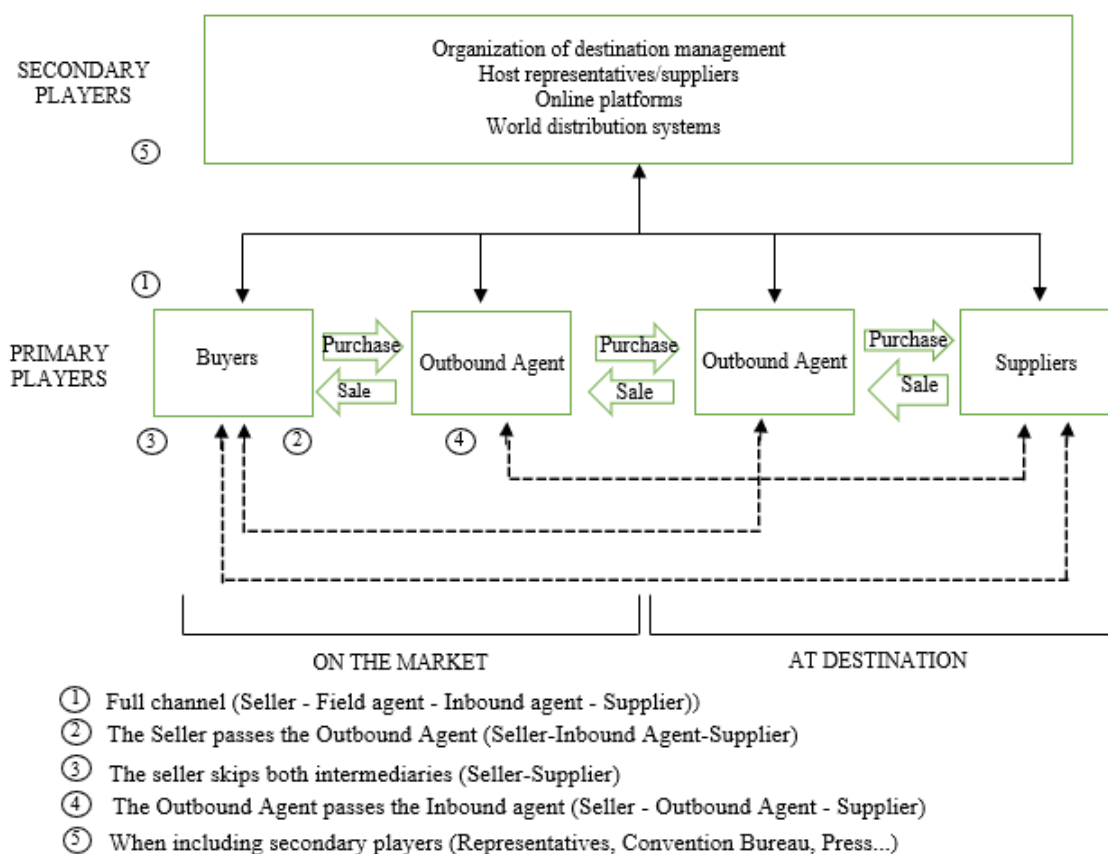 Organization of destination management
Host representatives/suppliers
Online platforms
World distribution systems
SECONDARY
PLAYERS
5
1
PRIMARY
PLAYERS
Buyers
Purchase
Sale
Outbound Agent
Purchase
Sale
Outbound Agent
Purchase
Sale
Suppliers
3
2
4
ON THE MARKET
AT DESTINATION
1 Full channel (Seller - Field agent - Inbound agent - Supplier))
2 The Seller passes the Outbound Agent (Seller-Inbound Agent-Supplier)
3 The seller skips both intermediaries (Seller-Supplier)
4 The Outbound Agent passes the Inbound agent (Seller - Outbound Agent - Supplier)
5 When including secondary players (Representatives, Convention Bureau, Press...)